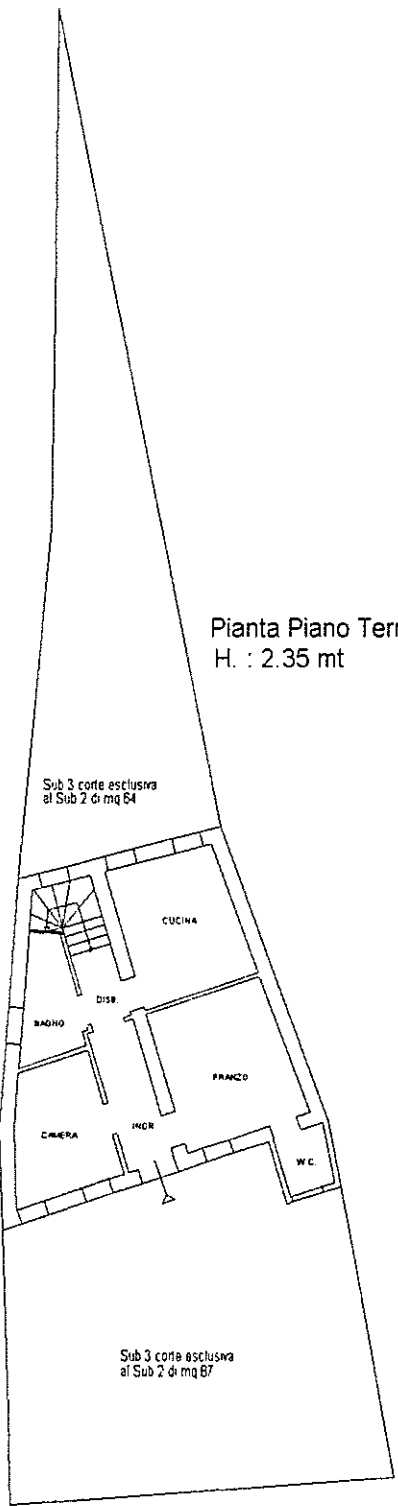 Pianta Piano Terr
H. : 2.35 mt
Sub 3 corte esclusiva
al Sub 2 di mq 64
CUCINA
DISB.
BAGNO
PRANZO
CAMERA
INGR
W.C.
Sub 3 corte esclusiva
al Sub 2 di mq 87